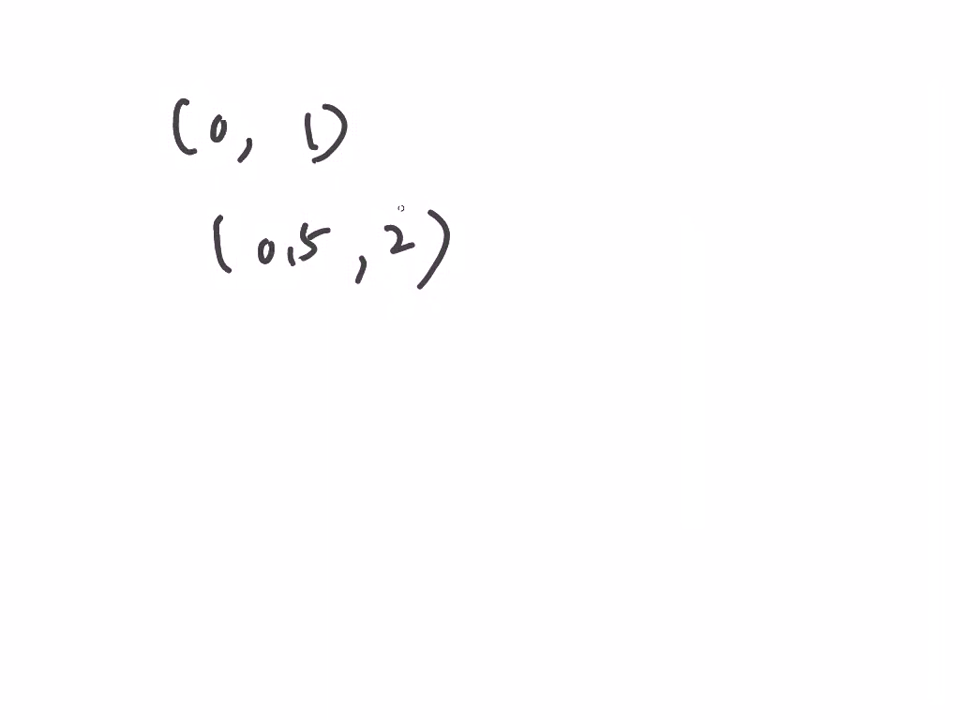 (0, 1)
(0.5, 2)